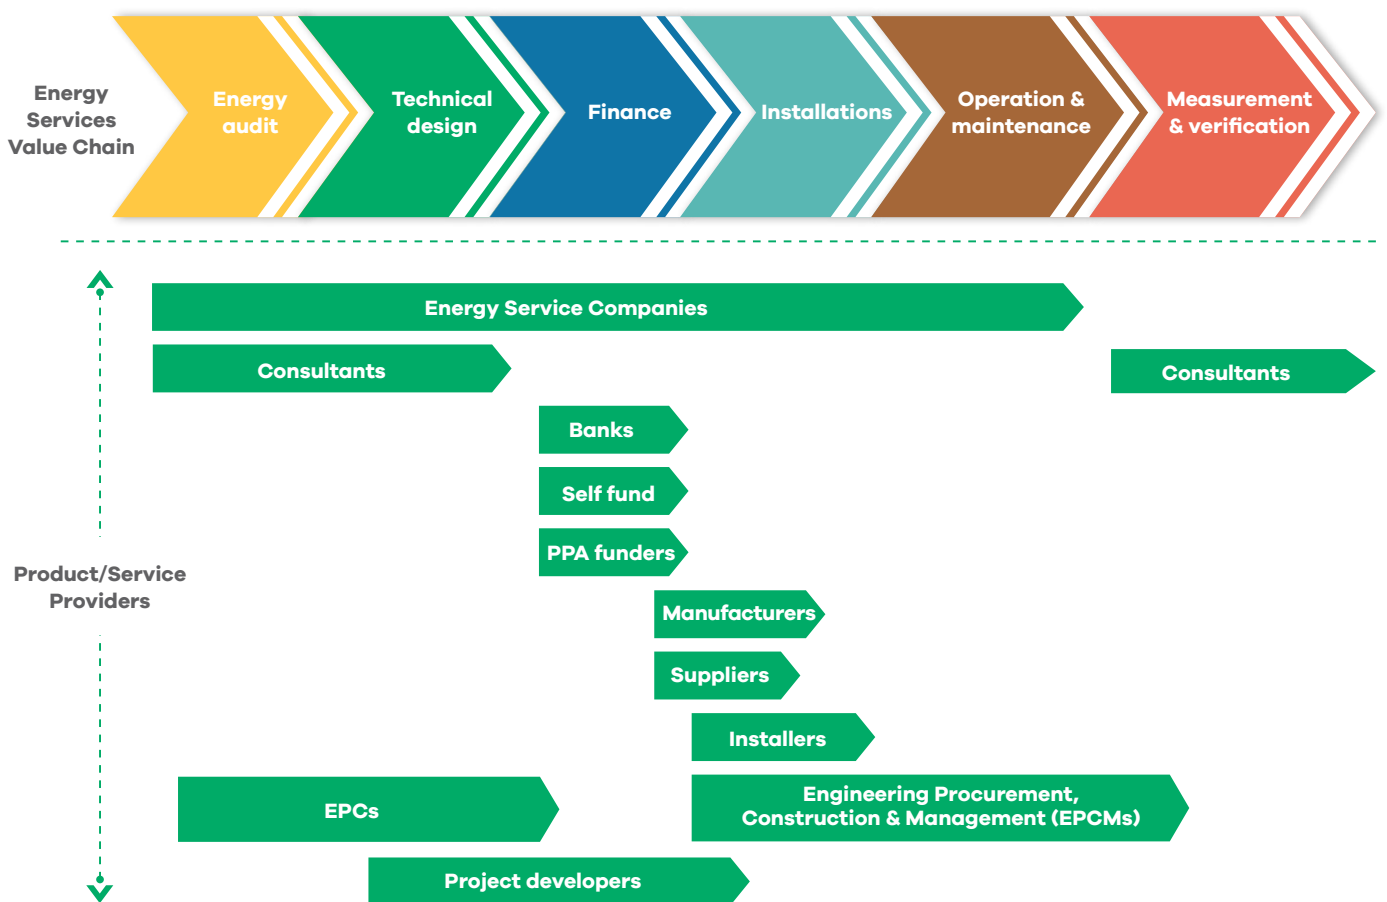 Energy
Services
Value Chain
Energy
audit
Technical
design
Finance
Installations
Operation &
maintenance
Measurement
& verification
Energy Service Companies
Consultants
Consultants
Banks
Self fund
PPA funders
Product/Service
Providers
Manufacturers
Suppliers
Installers
EPCs
Engineering Procurement,
Construction & Management (EPCMs)
Project developers